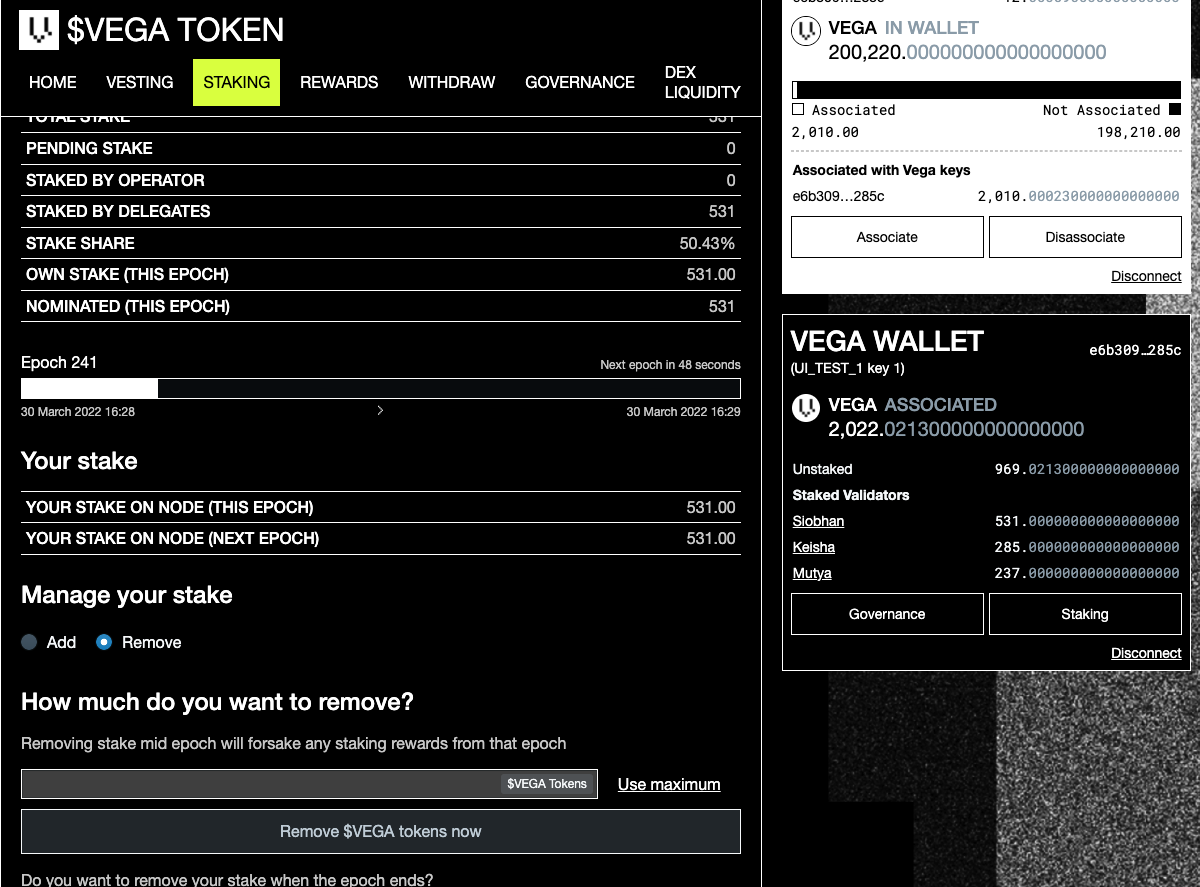 $VEGA TOKEN
HOME VESTING STAKING REWARDS WITHDRAW GOVERNANCE DEX LIQUIDITY
TOTAL STAKE 531
PENDING STAKE 0
STAKED BY OPERATOR 0
STAKED BY DELEGATES 531
STAKE SHARE 50.43%
OWN STAKE (THIS EPOCH) 531.00
NOMINATED (THIS EPOCH) 531
Epoch 241 Next epoch in 48 seconds
30 March 2022 16:28 30 March 2022 16:29
Your stake
YOUR STAKE ON NODE (THIS EPOCH) 531.00
YOUR STAKE ON NODE (NEXT EPOCH) 531.00
Manage your stake
Add Remove
How much do you want to remove?
Removing stake mid epoch will forsake any staking rewards from that epoch
$VEGA Tokens Use maximum
Remove $VEGA tokens now
Do you want to remove your stake when the epoch ends?
VEGA IN WALLET
200,220.000000000000000000
Associated Not Associated
2,010.00 198,210.00
Associated with Vega keys
e6b309…285c 2,010.000230000000000000
Associate Disassociate
Disconnect
VEGA WALLET e6b309…285c
(UI_TEST_1 key 1)
VEGA ASSOCIATED
2,022.021300000000000000
Unstaked 969.021300000000000000
Staked Validators
Siobhan 531.000000000000000000
Keisha 285.000000000000000000
Mutya 237.000000000000000000
Governance Staking
Disconnect